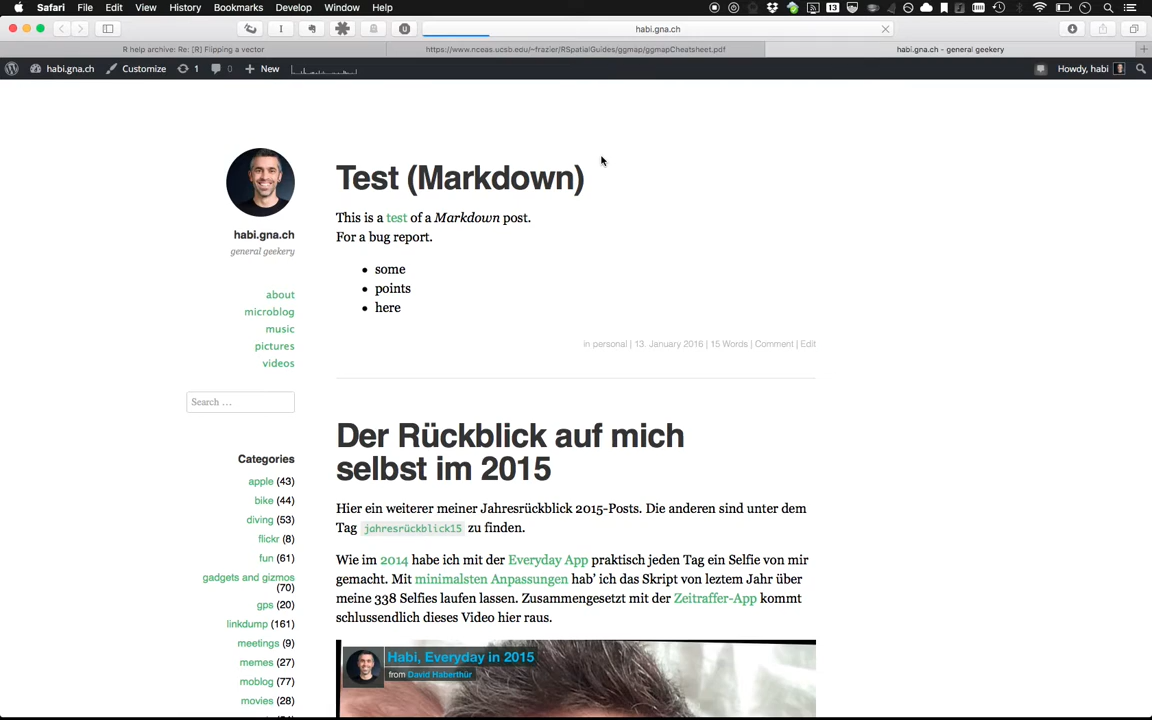 Safari File Edit View History Bookmarks Develop Window Help
13
habi.gna.ch
R help archive: Re: [R] Flipping a vector
https://www.nceas.ucsb.edu/~frazier/RSpatialGuides/ggmap/ggmapCheatsheet.pdf
habi.gna.ch - general geekery
habi.gna.ch Customize 1 0 New
Howdy, habi
habi.gna.ch
general geekery
about
microblog
music
pictures
videos
Search …
Categories
apple (43)
bike (44)
diving (53)
flickr (8)
fun (61)
gadgets and gizmos
(70)
gps (20)
linkdump (161)
meetings (9)
memes (27)
moblog (77)
movies (28)
Test (Markdown)
This is a test of a Markdown post.
For a bug report.
some
points
here
in personal | 13. January 2016 | 15 Words | Comment | Edit
Der Rückblick auf mich
selbst im 2015
Hier ein weiterer meiner Jahresrückblick 2015-Posts. Die anderen sind unter dem
Tag jahresrückblick15 zu finden.
Wie im 2014 habe ich mit der Everyday App praktisch jeden Tag ein Selfie von mir
gemacht. Mit minimalsten Anpassungen hab’ ich das Skript von leztem Jahr über
meine 338 Selfies laufen lassen. Zusammengesetzt mit der Zeitraffer-App kommt
schlussendlich dieses Video hier raus.
Habi, Everyday in 2015
from David Haberthür